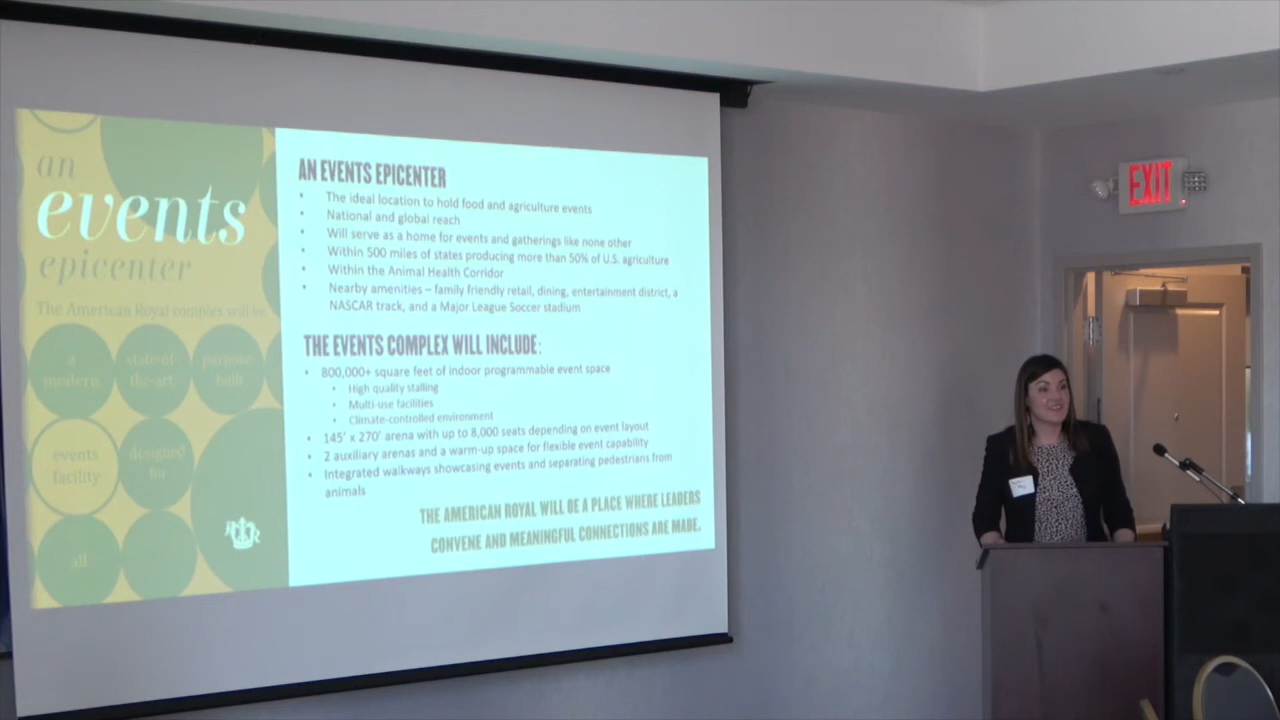 an
events
epicenter
The American Royal complex will be
a
modern,
state-of
the-art,
purpose
built
events
facility
designed
for
all
AN EVENTS EPICENTER
• The ideal location to hold food and agriculture events
• National and global reach
• Will serve as a home for events and gatherings like none other
• Within 500 miles of states producing more than 50% of U.S. agriculture
• Within the Animal Health Corridor
• Nearby amenities – family friendly retail, dining, entertainment district, a
NASCAR track, and a Major League Soccer stadium
THE EVENTS COMPLEX WILL INCLUDE:
• 800,000+ square feet of indoor programmable event space
• High quality stalling
• Multi-use facilities
• Climate-controlled environment
• 145' x 270' arena with up to 8,000 seats depending on event layout
• 2 auxiliary arenas and a warm-up space for flexible event capability
• Integrated walkways showcasing events and separating pedestrians from
animals
THE AMERICAN ROYAL WILL BE A PLACE WHERE LEADERS
CONVENE AND MEANINGFUL CONNECTIONS ARE MADE.
EXIT